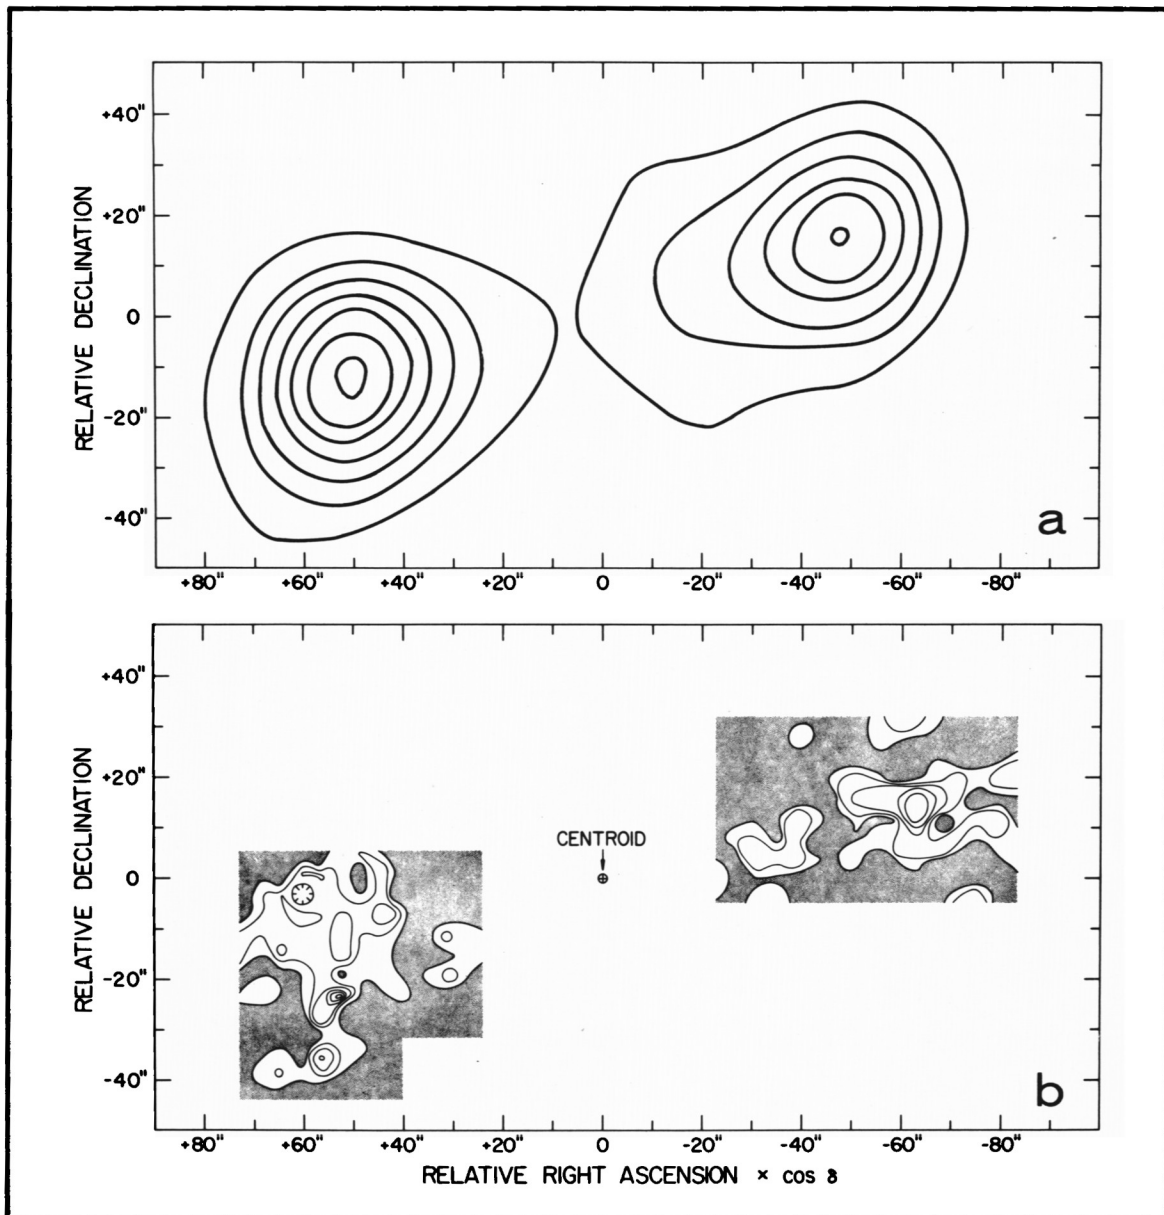 +40"
+20"
0
-20"
-40"
RELATIVE DECLINATION
a
+80" +60" +40" +20" 0 -20" -40" -60" -80"
+40"
+20"
0
-20"
-40"
RELATIVE DECLINATION
CENTROID
b
+80" +60" +40" +20" 0 -20" -40" -60" -80"
RELATIVE RIGHT ASCENSION × cos δ